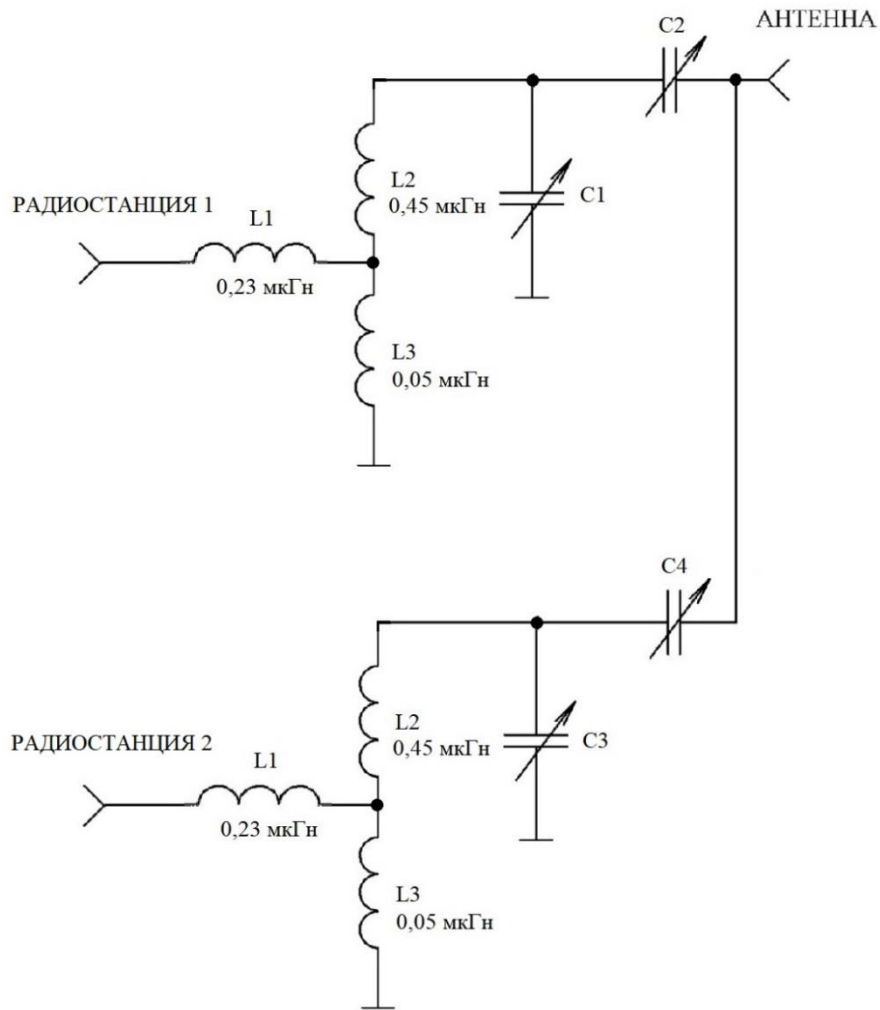 C2
АНТЕННА
L2
0,45 мкГн
C1
РАДИОСТАНЦИЯ 1
L1
0,23 мкГн
L3
0,05 мкГн
C4
L2
0,45 мкГн
C3
РАДИОСТАНЦИЯ 2
L1
0,23 мкГн
L3
0,05 мкГн